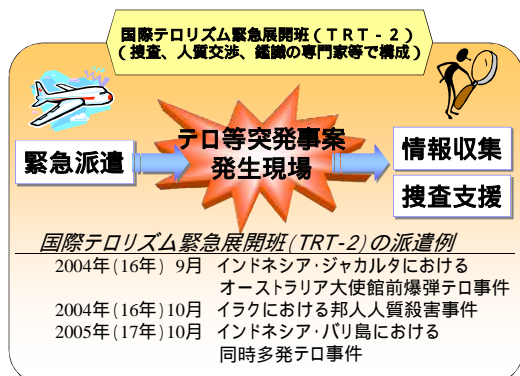 国際テロリズム緊急展開班(TRT-2)
(捜査、人質交渉、鑑識の専門家等で構成)
緊急派遣
テロ等突発事案
発生現場
情報収集
捜査支援
国際テロリズム緊急展開班(TRT-2)の派遣例
2004年(16年) 9月 インドネシア・ジャカルタにおける
オーストラリア大使館前爆弾テロ事件
2004年(16年)10月 イラクにおける邦人人質殺害事件
2005年(17年)10月 インドネシア・バリ島における
同時多発テロ事件